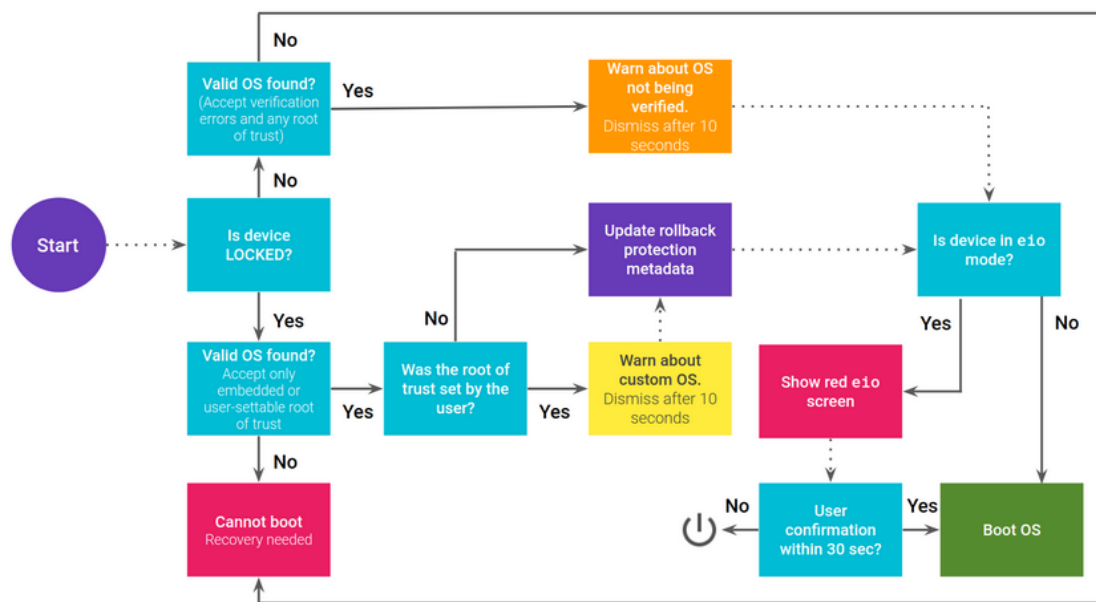 No
Valid OS found?
(Accept verification
errors and any root
of trust)
Yes
Warn about OS
not being
verified.
Dismiss after 10
seconds
No
Start
Is device
LOCKED?
Update rollback
protection
metadata
Is device in eio
mode?
Yes
No
Yes
No
Valid OS found?
Accept only
embedded or
user-settable root
of trust
Yes
Was the root of
trust set by the
user?
Yes
Warn about
custom OS.
Dismiss after 10
seconds
Show red eio
screen
No
Cannot boot
Recovery needed
No
User
confirmation
within 30 sec?
Yes
Boot OS